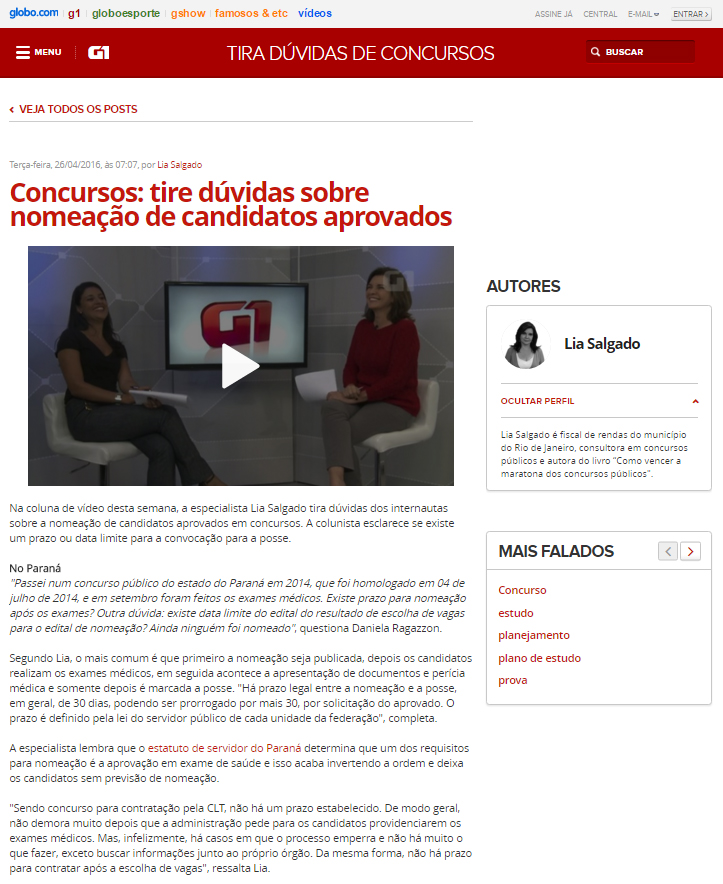 globo.com g1 globoesporte gshow famosos & etc vídeos
ASSINE JÁ CENTRAL E-MAIL ENTRAR
MENU G1 TIRA DÚVIDAS DE CONCURSOS BUSCAR
VEJA TODOS OS POSTS
Terça-feira, 26/04/2016, às 07:07, por Lia Salgado
Concursos: tire dúvidas sobre
nomeação de candidatos aprovados
G1
G1
Na coluna de vídeo desta semana, a especialista Lia Salgado tira dúvidas dos internautas
sobre a nomeação de candidatos aprovados em concursos. A colunista esclarece se existe
um prazo ou data limite para a convocação para a posse.
No Paraná
"Passei num concurso público do estado do Paraná em 2014, que foi homologado em 04 de
julho de 2014, e em setembro foram feitos os exames médicos. Existe prazo para nomeação
após os exames? Outra dúvida: existe data limite do edital do resultado de escolha de vagas
para o edital de nomeação? Ainda ninguém foi nomeado", questiona Daniela Ragazzon.
Segundo Lia, o mais comum é que primeiro a nomeação seja publicada, depois os candidatos
realizam os exames médicos, em seguida acontece a apresentação de documentos e perícia
médica e somente depois é marcada a posse. "Há prazo legal entre a nomeação e a posse,
em geral, de 30 dias, podendo ser prorrogado por mais 30, por solicitação do aprovado. O
prazo é definido pela lei do servidor público de cada unidade da federação", completa.
A especialista lembra que o estatuto de servidor do Paraná determina que um dos requisitos
para nomeação é a aprovação em exame de saúde e isso acaba invertendo a ordem e deixa
os candidatos sem previsão de nomeação.
"Sendo concurso para contratação pela CLT, não há um prazo estabelecido. De modo geral,
não demora muito depois que a administração pede para os candidatos providenciarem os
exames médicos. Mas, infelizmente, há casos em que o processo emperra e não há muito o
que fazer, exceto buscar informações junto ao próprio órgão. Da mesma forma, não há prazo
para contratar após a escolha de vagas", ressalta Lia.
AUTORES
Lia Salgado
OCULTAR PERFIL
Lia Salgado é fiscal de rendas do município
do Rio de Janeiro, consultora em concursos
públicos e autora do livro "Como vencer a
maratona dos concursos públicos".
MAIS FALADOS
Concurso
estudo
planejamento
plano de estudo
prova